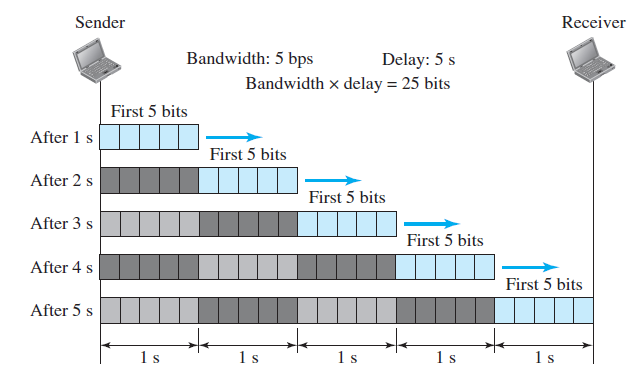 Sender
Receiver
Bandwidth: 5 bps
Delay: 5 s
Bandwidth × delay = 25 bits
First 5 bits
After 1 s
First 5 bits
After 2 s
First 5 bits
After 3 s
First 5 bits
After 4 s
First 5 bits
After 5 s
1 s
1 s
1 s
1 s
1 s